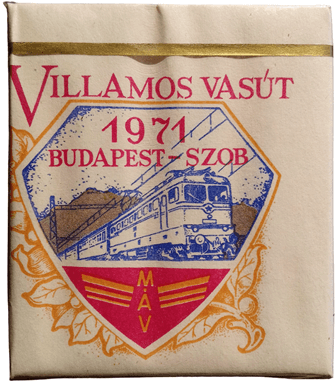 VILLAMOS VASÚT
1971
BUDAPEST-SZOB
MÁV